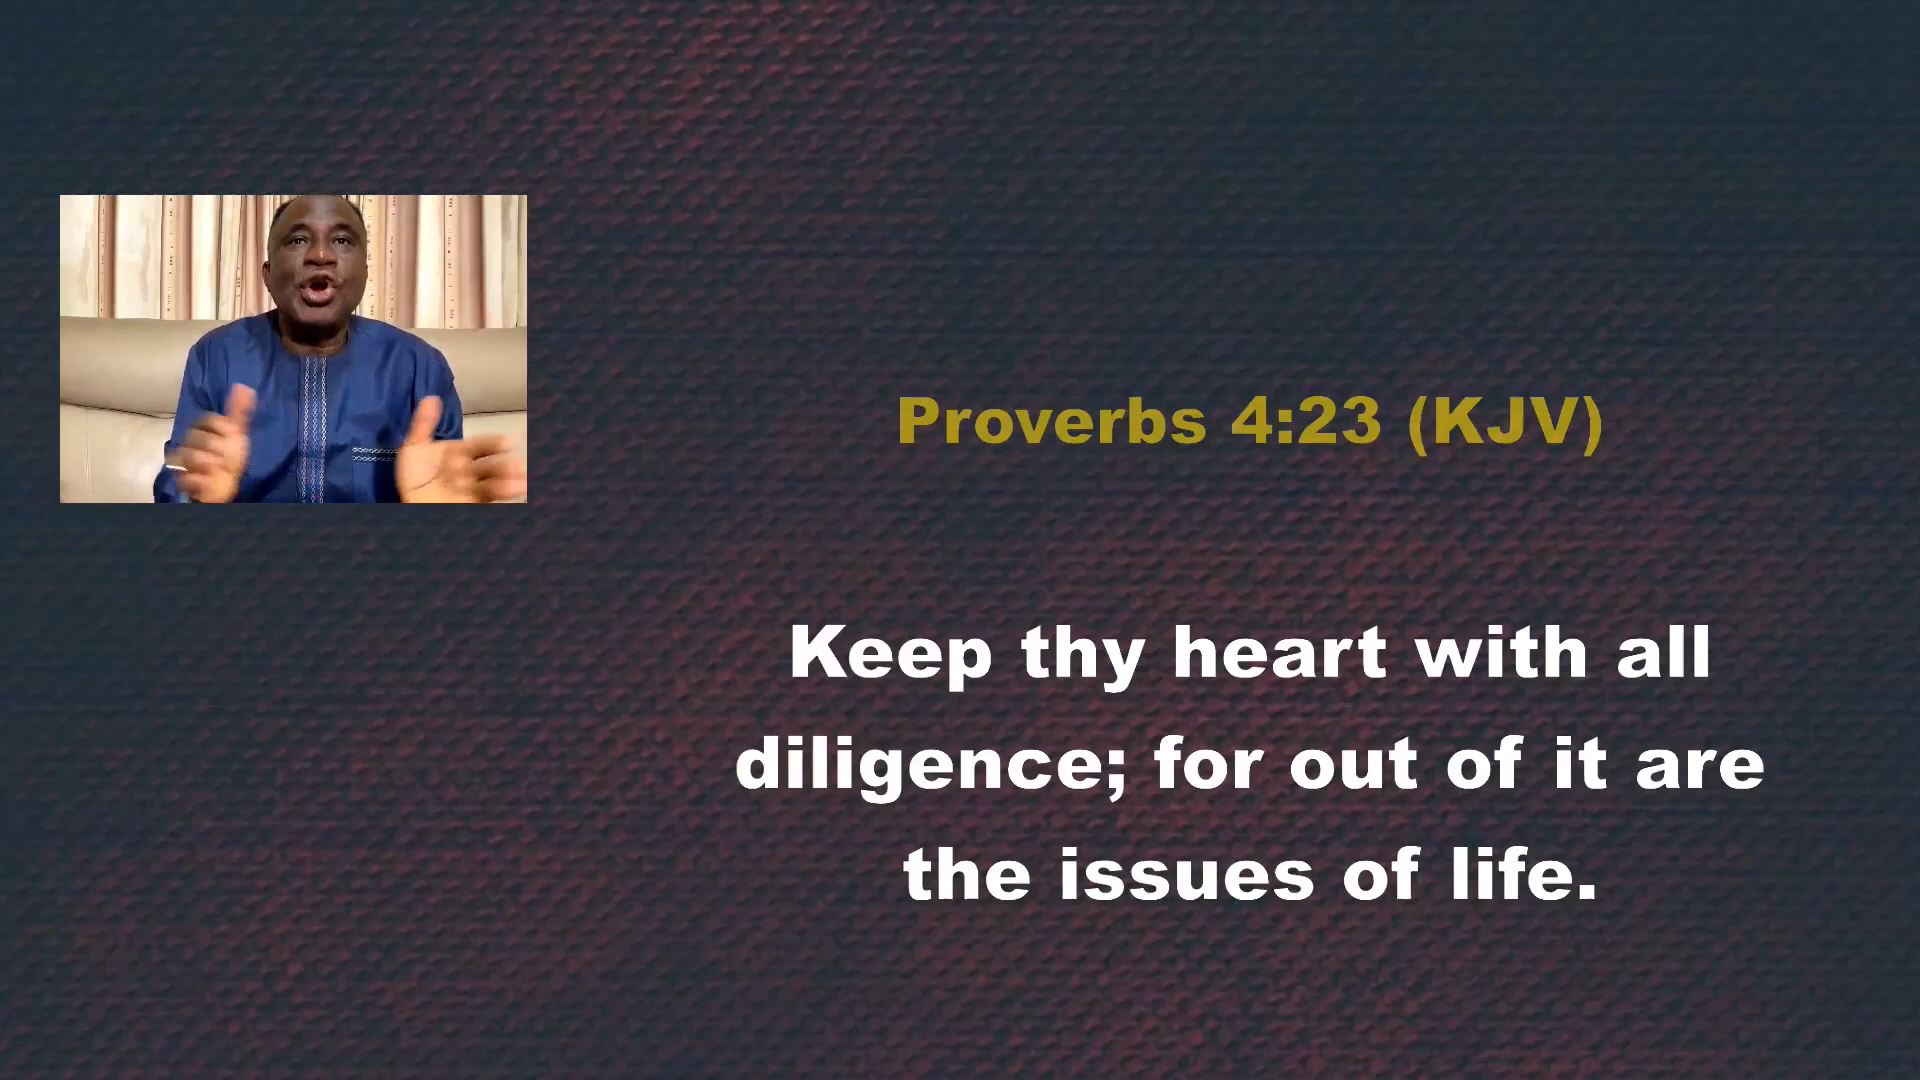 Proverbs 4:23 (KJV)
Keep thy heart with all
diligence; for out of it are
the issues of life.